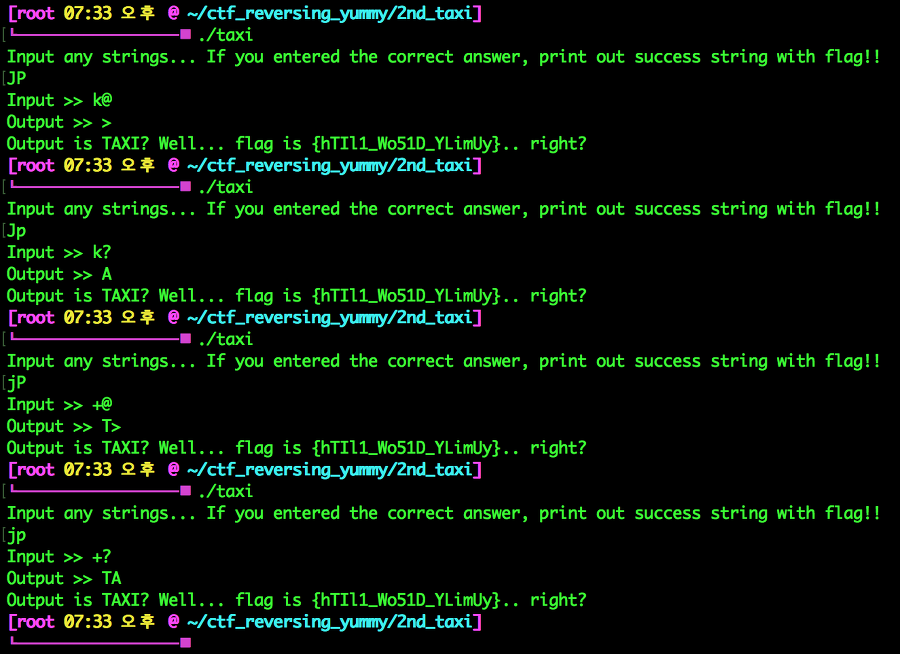 [root 07:33 오후 @ ~/ctf_reversing_yummy/2nd_taxi]
./taxi
Input any strings... If you entered the correct answer, print out success string with flag!!
JP
Input >> k@
Output >> >
Output is TAXI? Well... flag is {hTIl1_Wo51D_YLimUy}.. right?
[root 07:33 오후 @ ~/ctf_reversing_yummy/2nd_taxi]
./taxi
Input any strings... If you entered the correct answer, print out success string with flag!!
Jp
Input >> k?
Output >> A
Output is TAXI? Well... flag is {hTIl1_Wo51D_YLimUy}.. right?
[root 07:33 오후 @ ~/ctf_reversing_yummy/2nd_taxi]
./taxi
Input any strings... If you entered the correct answer, print out success string with flag!!
jP
Input >> +@
Output >> T>
Output is TAXI? Well... flag is {hTIl1_Wo51D_YLimUy}.. right?
[root 07:33 오후 @ ~/ctf_reversing_yummy/2nd_taxi]
./taxi
Input any strings... If you entered the correct answer, print out success string with flag!!
jp
Input >> +?
Output >> TA
Output is TAXI? Well... flag is {hTIl1_Wo51D_YLimUy}.. right?
[root 07:33 오후 @ ~/ctf_reversing_yummy/2nd_taxi]